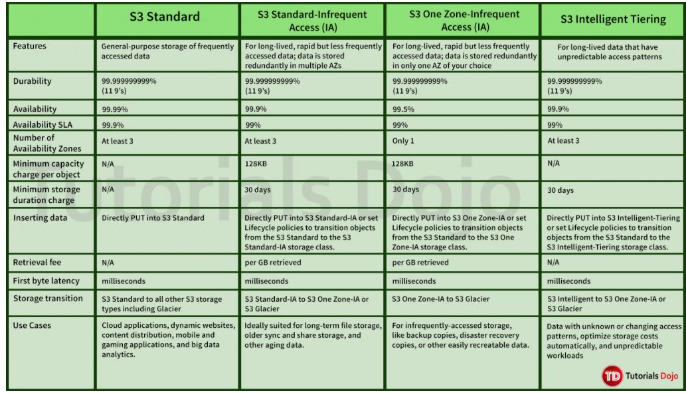 S3 Standard
S3 Standard-Infrequent
Access (IA)
S3 One Zone-Infrequent
Access (IA)
S3 Intelligent Tiering
Features
General-purpose storage of frequently
accessed data
For long-lived, rapid but less frequently
accessed data; data is stored
redundantly in multiple AZs
For long-lived, rapid but less frequently
accessed data; data is stored redundantly
in only one AZ of your choice
For long-lived data that have
unpredictable access patterns
Durability
99.999999999%
(11 9's)
99.999999999%
(11 9's)
99.999999999%
(11 9's)
99.999999999%
(11 9's)
Availability
99.99%
99.9%
99.5%
99.9%
Availability SLA
99.9%
99%
99%
99%
Number of
Availability Zones
At least 3
At least 3
Only 1
At least 3
Minimum capacity
charge per object
N/A
128KB
128KB
N/A
Minimum storage
duration charge
N/A
30 days
30 days
30 days
Inserting data
Directly PUT into S3 Standard
Directly PUT into S3 Standard-IA or set
Lifecycle policies to transition objects
from the S3 Standard to the S3
Standard-IA storage class.
Directly PUT into S3 One Zone-IA or set
Lifecycle policies to transition objects
from the S3 Standard to the S3 One
Zone-IA storage class.
Directly PUT into S3 Intelligent-Tiering
or set Lifecycle policies to transition
objects from the S3 Standard to the
S3 Intelligent-Tiering storage class.
Retrieval fee
N/A
per GB retrieved
per GB retrieved
N/A
First byte latency
milliseconds
milliseconds
milliseconds
milliseconds
Storage transition
S3 Standard to all other S3 storage
types including Glacier
S3 Standard-IA to S3 One Zone-IA or
S3 Glacier
S3 One Zone-IA to S3 Glacier
S3 Intelligent to S3 One Zone-IA or
S3 Glacier
Use Cases
Cloud applications, dynamic websites,
content distribution, mobile and
gaming applications, and big data
analytics.
Ideally suited for long-term file storage,
older sync and share storage, and
other aging data.
For infrequently-accessed storage,
like backup copies, disaster recovery
copies, or other easily recreatable data.
Data with unknown or changing access
patterns, optimize storage costs
automatically, and unpredictable
workloads
Tutorials Dojo
TD Tutorials Dojo